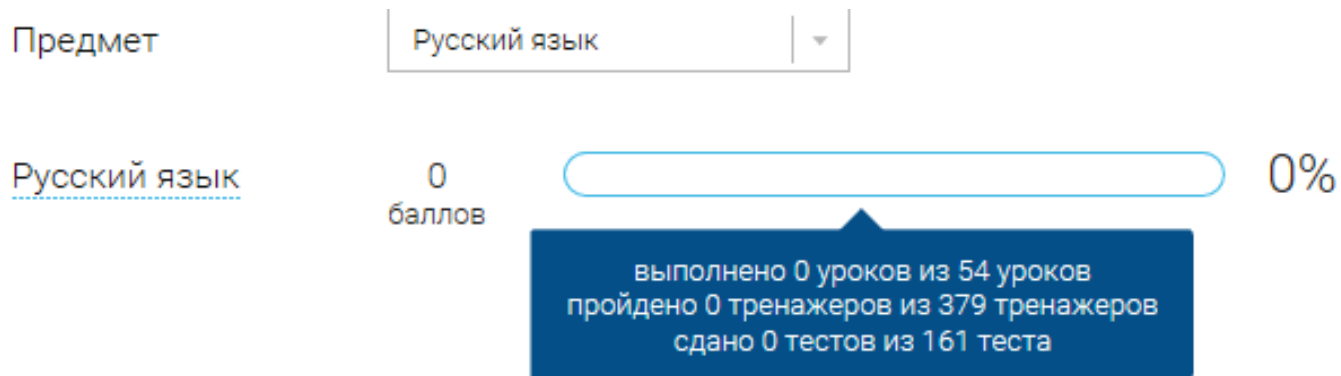 Предмет
Русский язык
Русский язык
0
баллов
0%
выполнено 0 уроков из 54 уроков
пройдено 0 тренажеров из 379 тренажеров
сдано 0 тестов из 161 теста